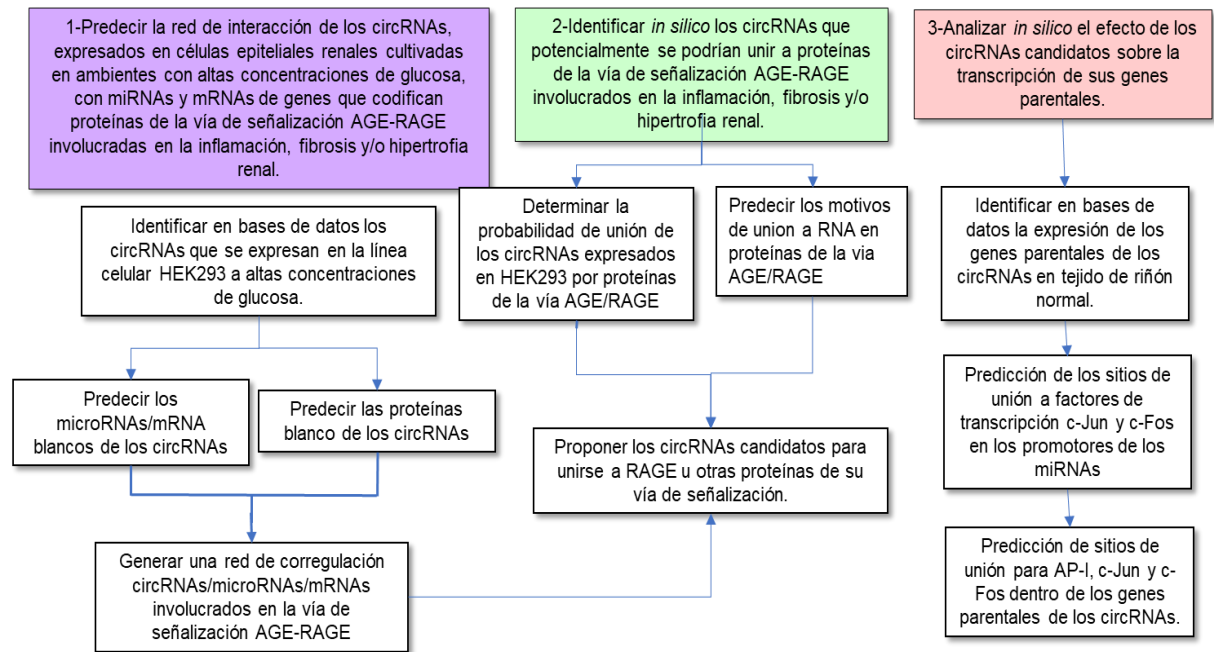 1-Predecir la red de interacción de los circRNAs,
expresados en células epiteliales renales cultivadas
en ambientes con altas concentraciones de glucosa,
con miRNAs y mRNAs de genes que codifican
proteínas de la vía de señalización AGE-RAGE
involucradas en la inflamación, fibrosis y/o hipertrofia
renal.
2-Identificar in silico los circRNAs que
potencialmente se podrían unir a proteínas
de la vía de señalización AGE-RAGE
involucrados en la inflamación, fibrosis y/o
hipertrofia renal.
3-Analizar in silico el efecto de los
circRNAs candidatos sobre la
transcripción de sus genes
parentales.
Identificar en bases de datos los
circRNAs que se expresan en la línea
celular HEK293 a altas concentraciones
de glucosa.
Determinar la
probabilidad de unión de
los circRNAs expresados
en HEK293 por proteínas
de la vía AGE/RAGE
Predecir los motivos
de union a RNA en
proteínas de la via
AGE/RAGE
Identificar en bases de
datos la expresión de los
genes parentales de los
circRNAs en tejido de riñón
normal.
Predecir los
microRNAs/mRNA
blancos de los circRNAs
Predecir las proteínas
blanco de los circRNAs
Proponer los circRNAs candidatos para
unirse a RAGE u otras proteínas de su
vía de señalización.
Predicción de los sitios de
unión a factores de
transcripción c-Jun y c-Fos
en los promotores de los
miRNAs
Generar una red de corregulación
circRNAs/microRNAs/mRNAs
involucrados en la vía de
señalización AGE-RAGE
Predicción de sitios de
unión para AP-I, c-Jun y c-
Fos dentro de los genes
parentales de los circRNAs.